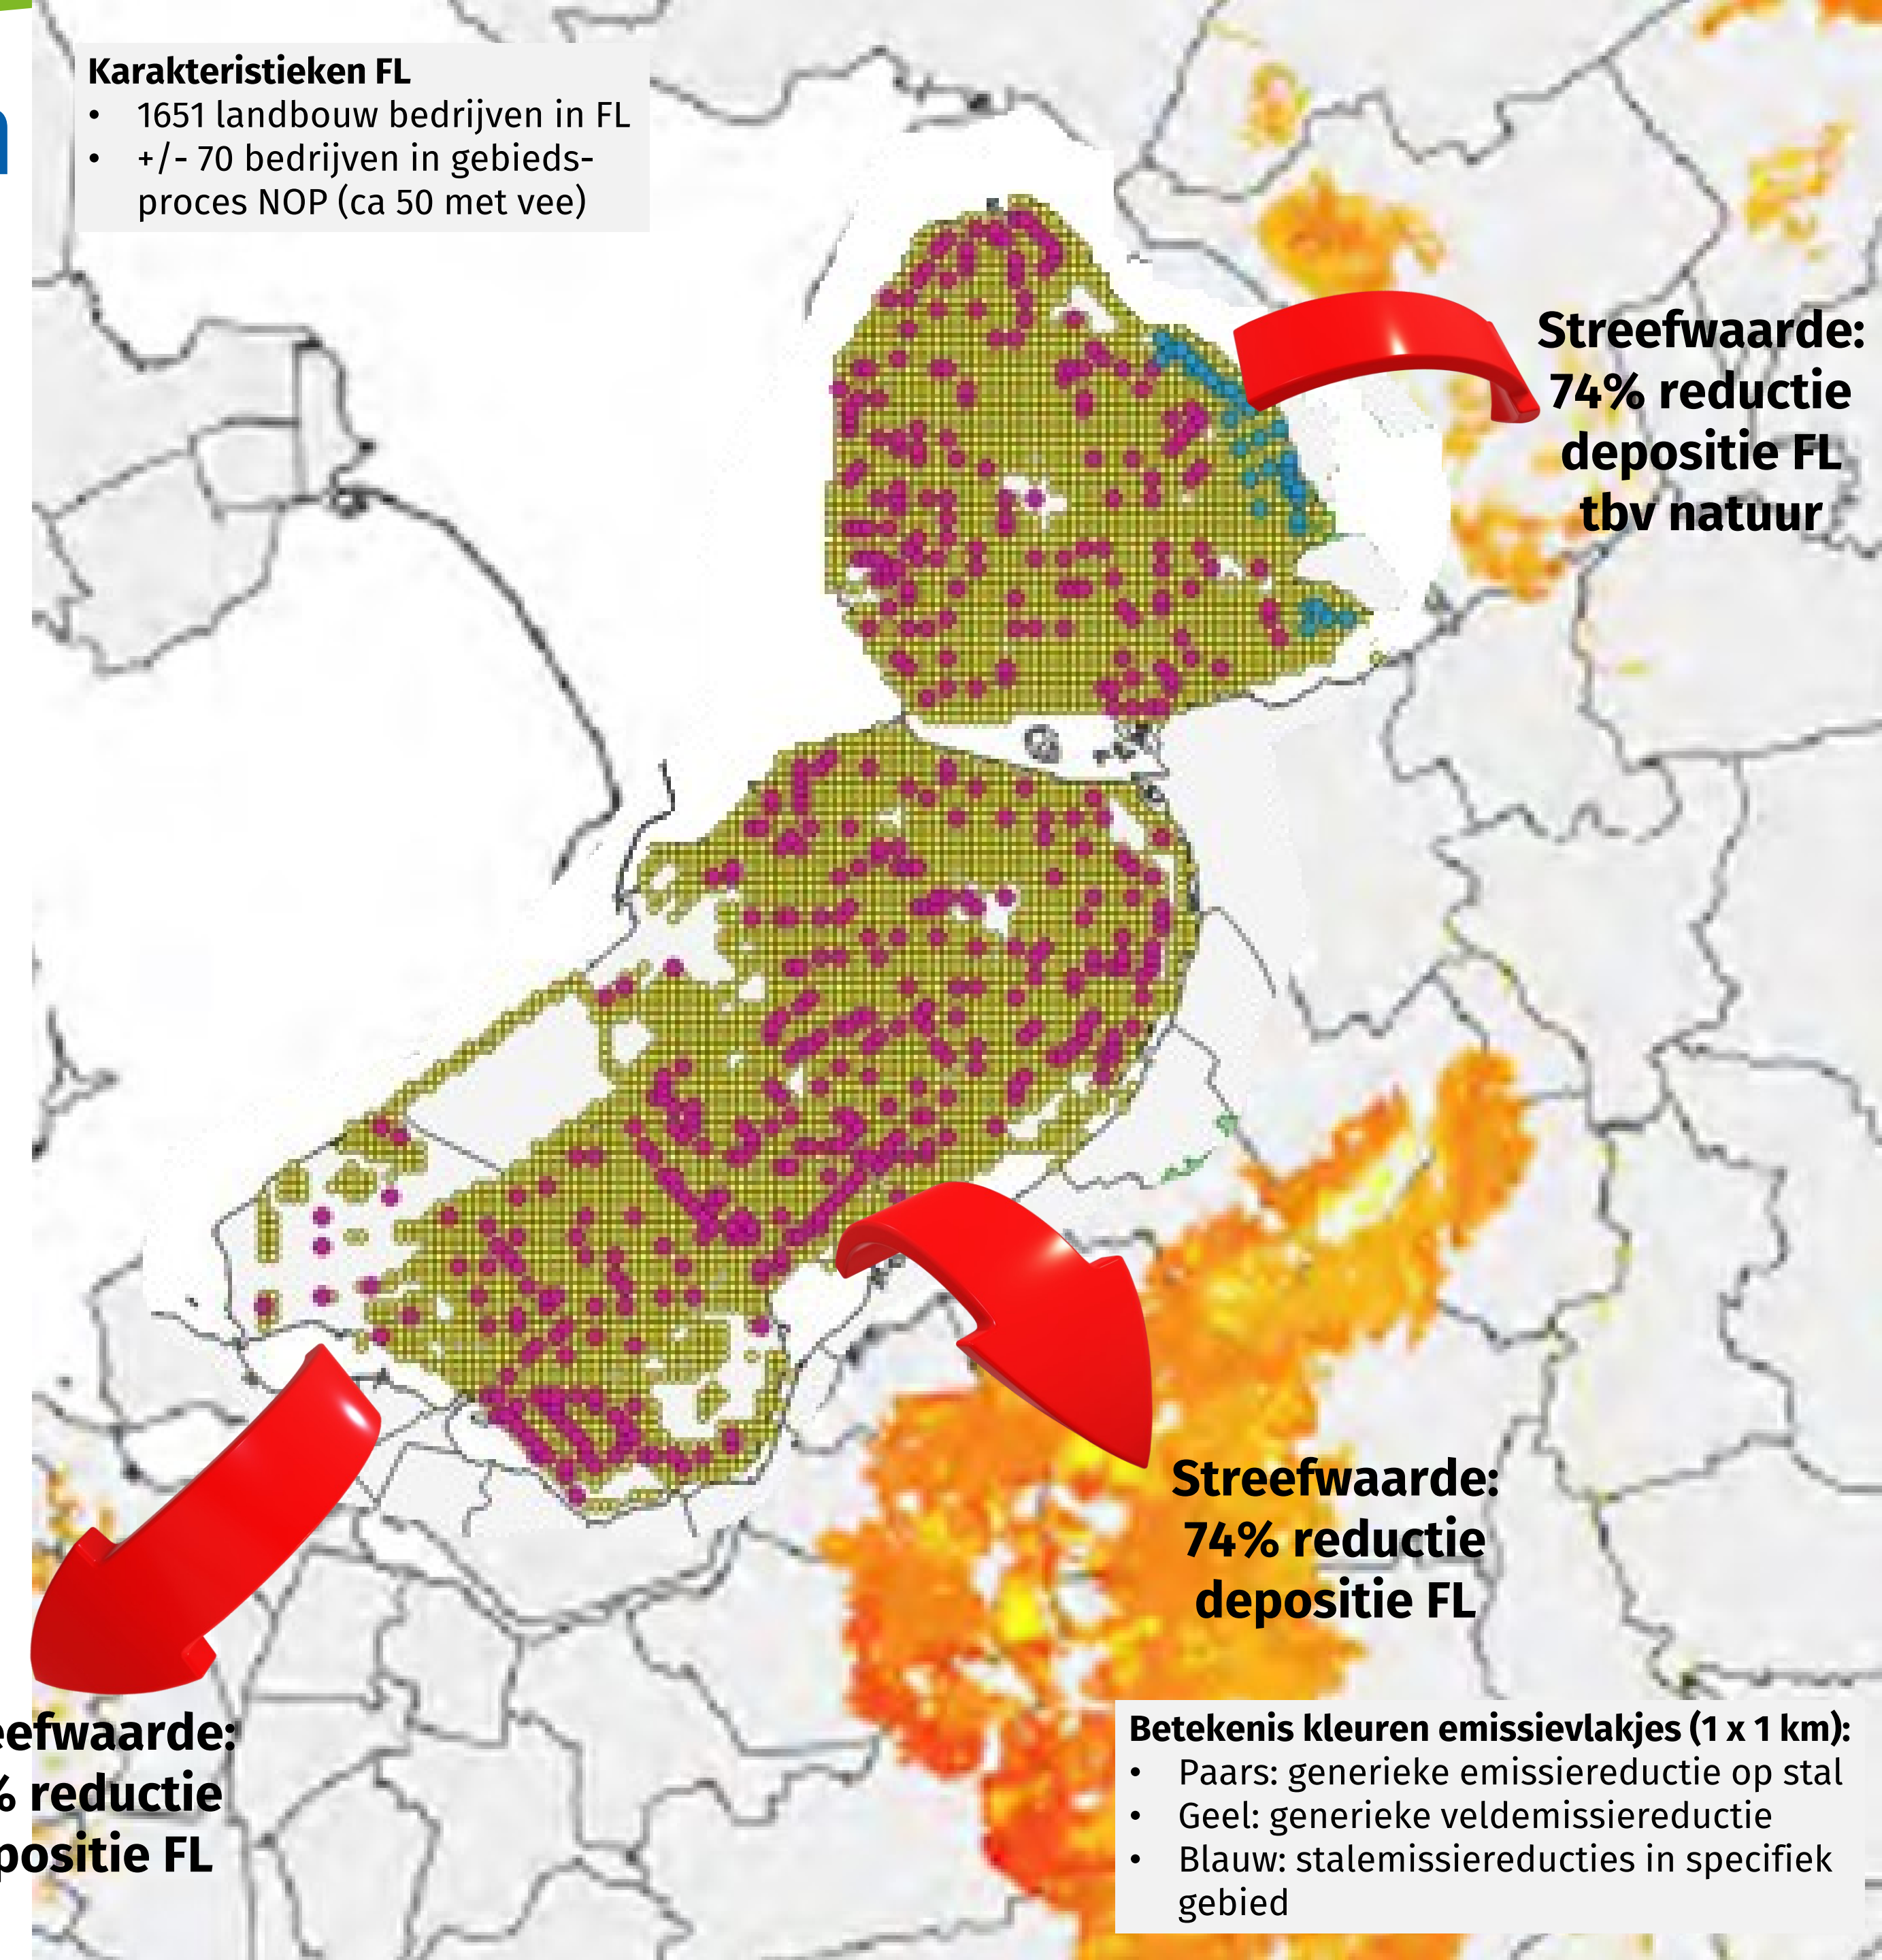 Karakteristieken FL
• 1651 landbouw bedrijven in FL
• +/- 70 bedrijven in gebieds-
proces NOP (ca 50 met vee)
Streefwaarde:
74% reductie
depositie FL
tbv natuur
Streefwaarde:
74% reductie
depositie FL
eefwaarde:
% reductie
positie FL
Betekenis kleuren emissievlakjes (1 x 1 km):
• Paars: generieke emissiereductie op stal
• Geel: generieke veldemissiereductie
• Blauw: stalemissiereducties in specifiek
gebied